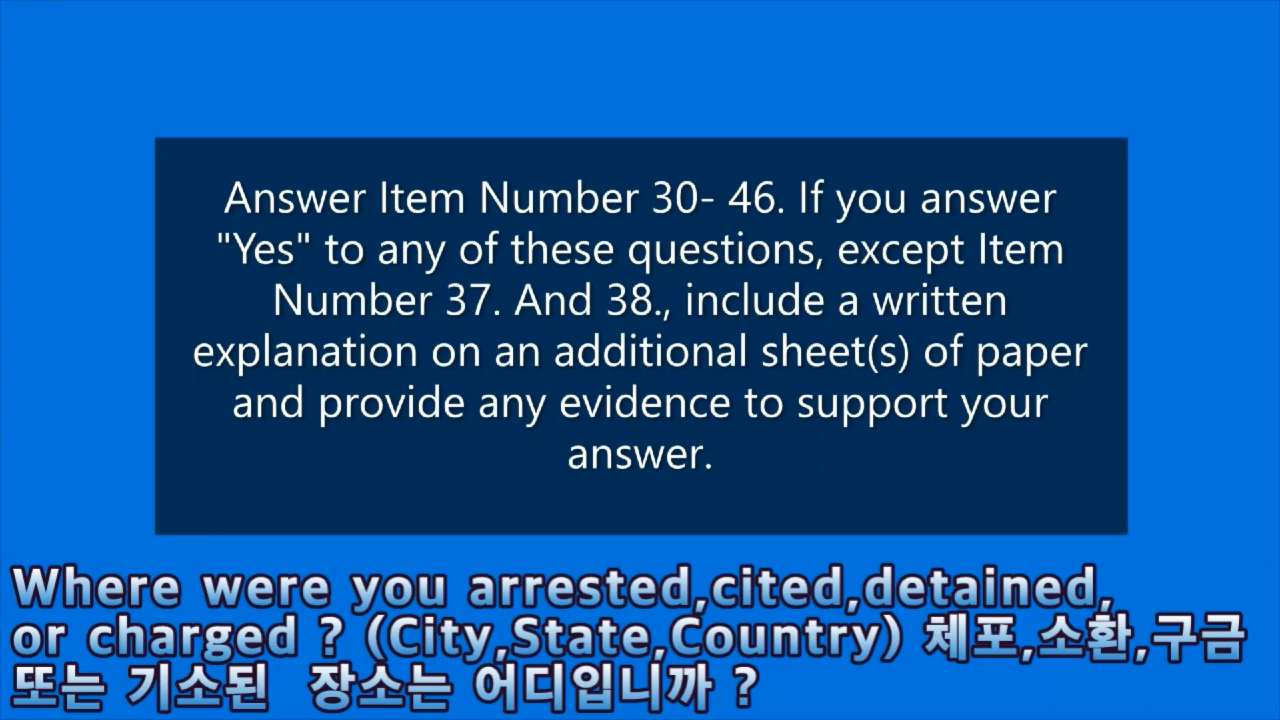 Answer Item Number 30- 46. If you answer
"Yes" to any of these questions, except Item
Number 37. And 38., include a written
explanation on an additional sheet(s) of paper
and provide any evidence to support your
answer.
Where were you arrested,cited,detained,
or charged ? (City,State,Country) 체포,소환,구금
또는 기소된  장소는 어디입니까 ?